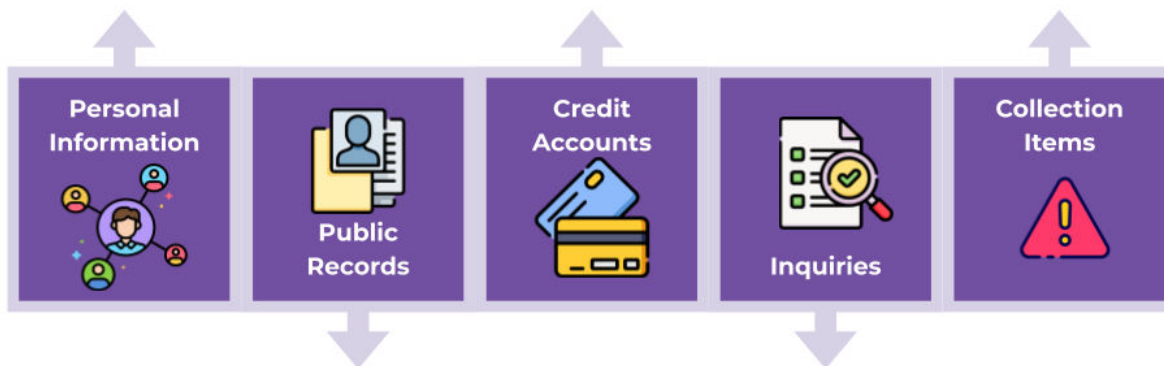 Personal
Information
Public
Records
Credit
Accounts
Inquiries
Collection
Items